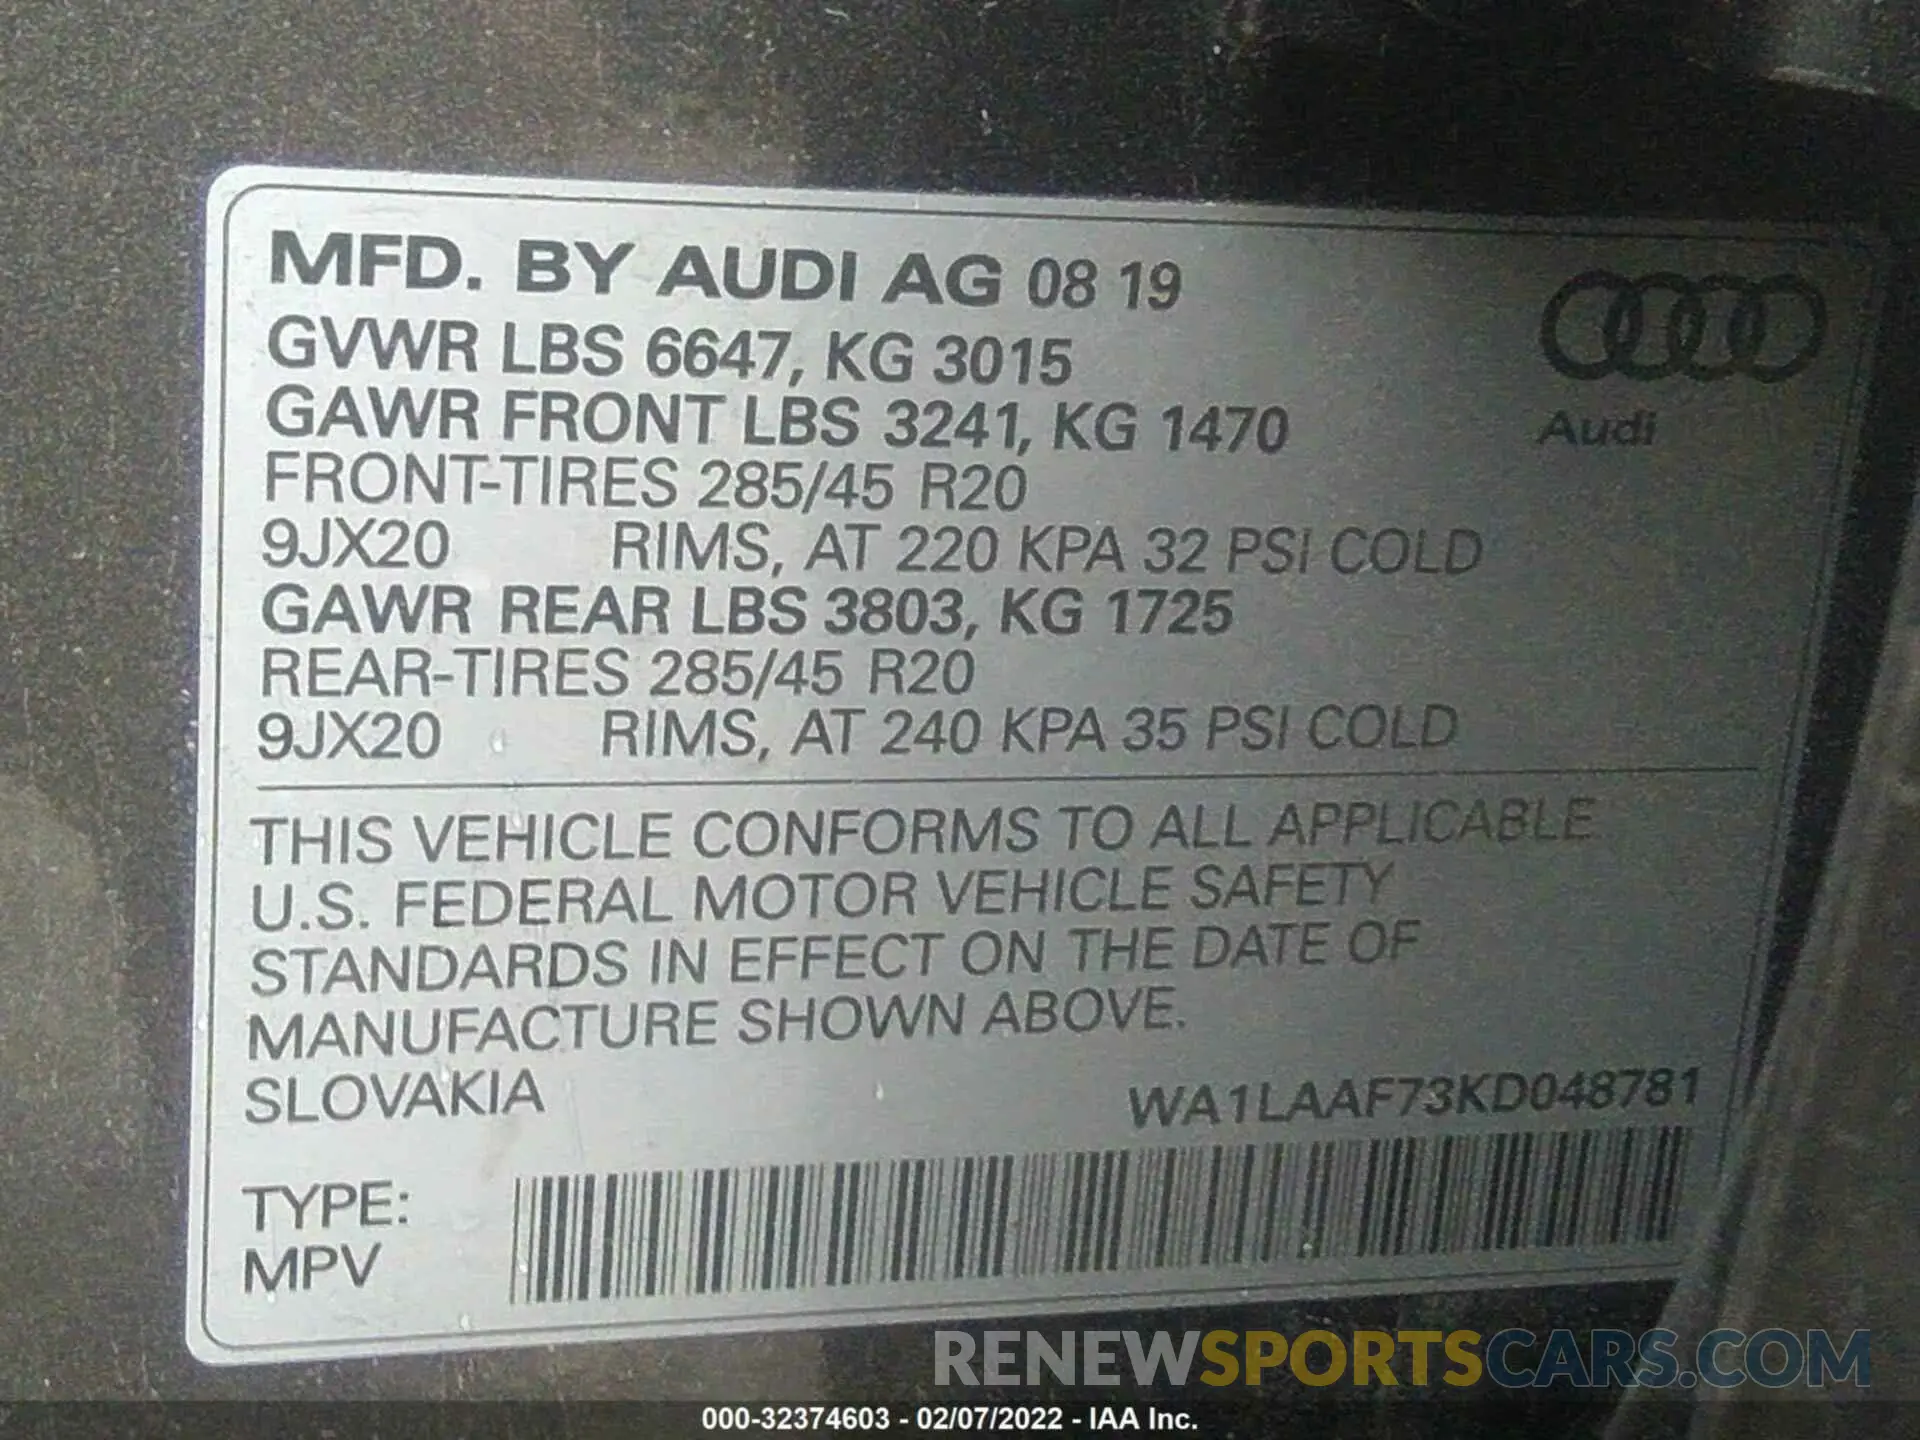 MFD. BY AUDI AG 08 19
GVWR LBS 6647, KG 3015
GAWR FRONT LBS 3241, KG 1470
FRONT-TIRES 285/45 R20
9JX20 RIMS, AT 220 KPA 32 PSI COLD
GAWR REAR LBS 3803, KG 1725
REAR-TIRES 285/45 R20
9JX20 RIMS, AT 240 KPA 35 PSI COLD
Audi
THIS VEHICLE CONFORMS TO ALL APPLICABLE
U.S. FEDERAL MOTOR VEHICLE SAFETY
STANDARDS IN EFFECT ON THE DATE OF
MANUFACTURE SHOWN ABOVE.
SLOVAKIA WA1LAAF73KD048781
TYPE:
MPV
RENEWSPORTSCARS.COM
000-32374603 - 02/07/2022 - IAA Inc.